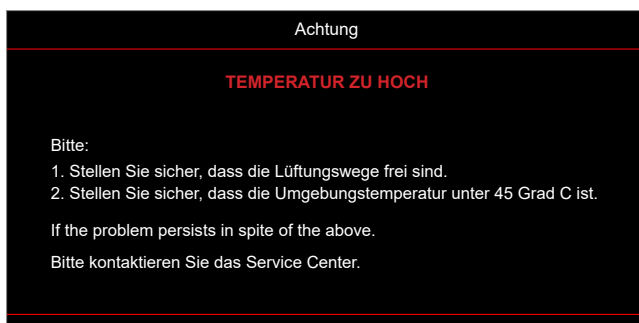 Achtung
TEMPERATUR ZU HOCH
Bitte:
1. Stellen Sie sicher, dass die Lüftungswege frei sind.
2. Stellen Sie sicher, dass die Umgebungstemperatur unter 45 Grad C ist.
If the problem persists in spite of the above.
Bitte kontaktieren Sie das Service Center.